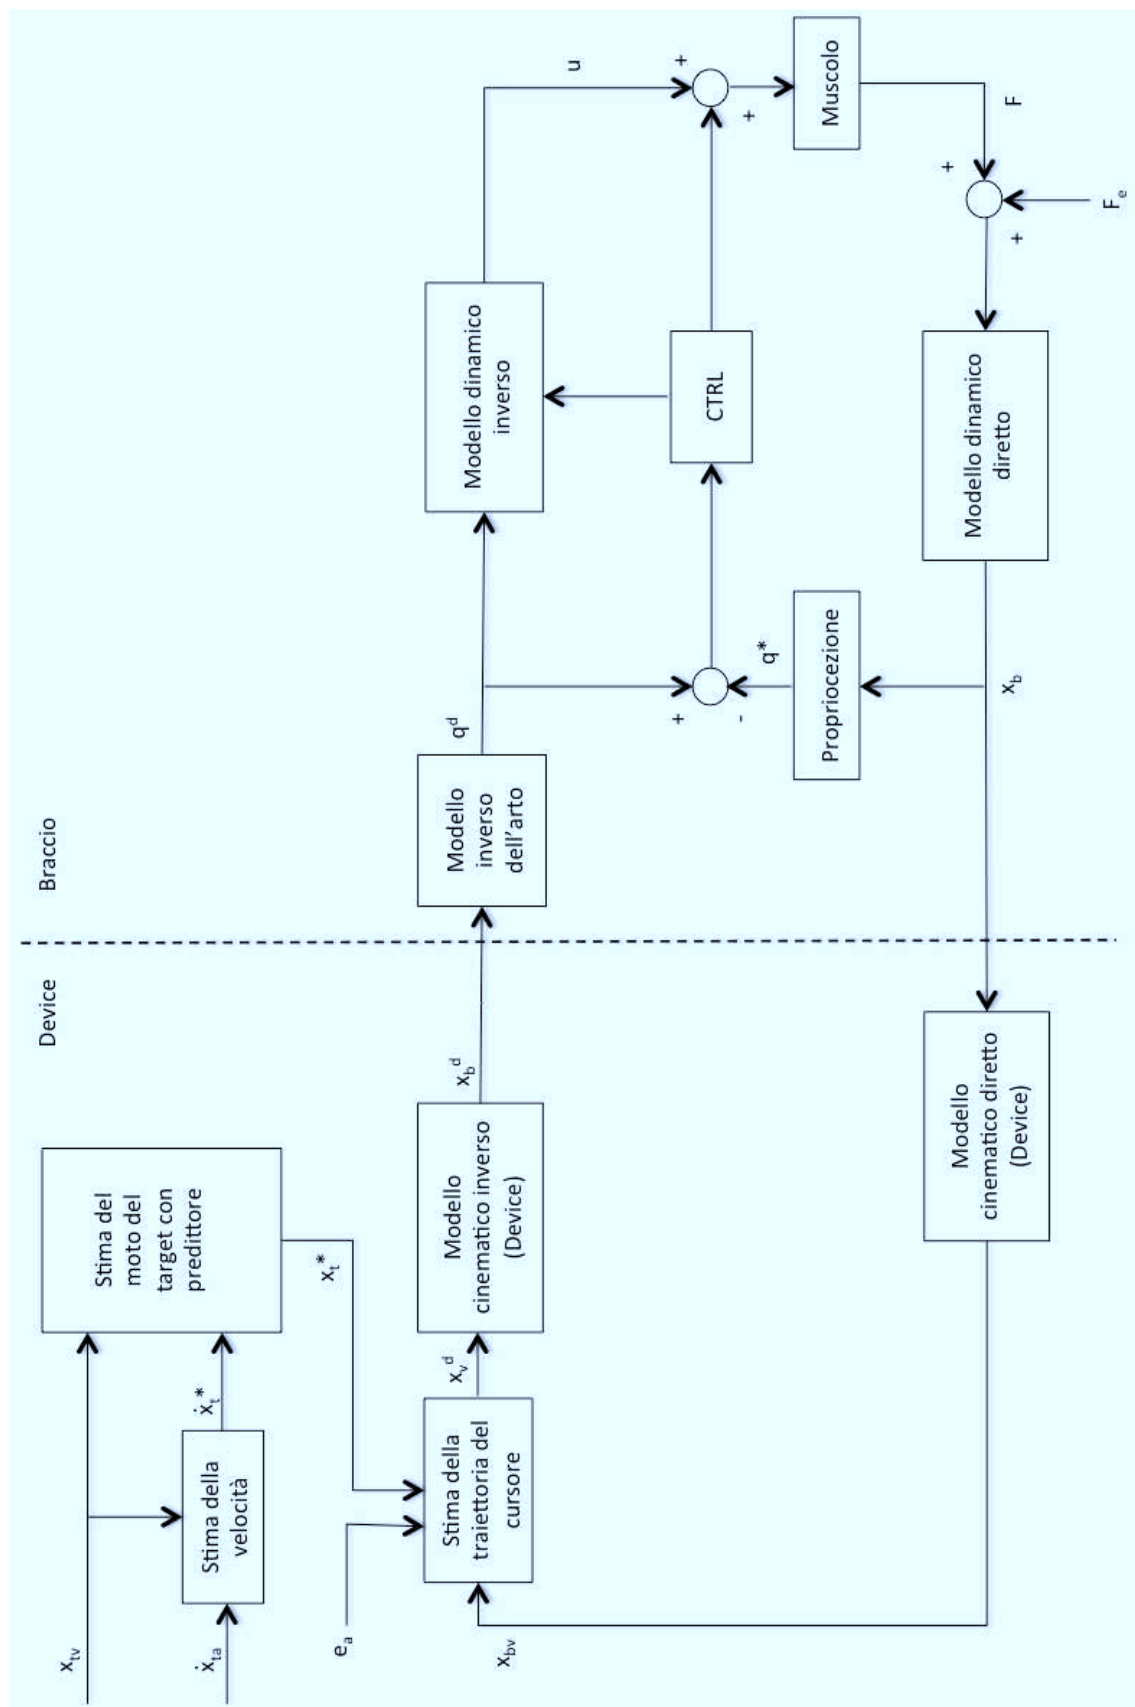 Device
Braccio
x_tv
ẋ_ta
Stima della
velocità
ẋ_t*
Stima del
moto del
target con
predittore
x_t*
e_a
x_bv
Stima della
traiettoria del
cursore
x_v^d
Modello
cinematico inverso
(Device)
x_b^d
Modello
inverso
dell'arto
q^d
Modello dinamico
inverso
u
+
-
q*
CTRL
+
+
Muscolo
F
+
+
F_e
Propriocezione
Modello dinamico
diretto
x_b
Modello
cinematico diretto
(Device)